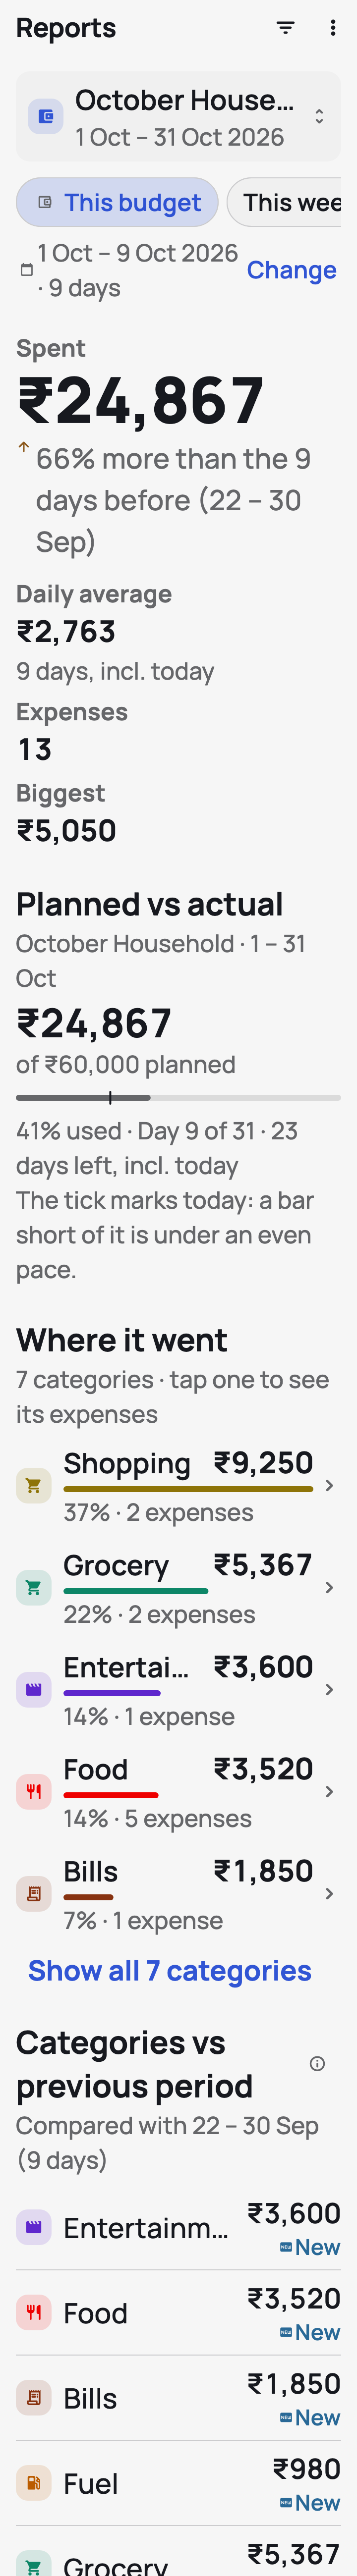 Reports
October House...
1 Oct – 31 Oct 2026
This budget
This wee
1 Oct – 9 Oct 2026
· 9 days
Change
Spent
₹24,867
66% more than the 9
days before (22 – 30
Sep)
Daily average
₹2,763
9 days, incl. today
Expenses
13
Biggest
₹5,050
Planned vs actual
October Household · 1 – 31
Oct
₹24,867
of ₹60,000 planned
41% used · Day 9 of 31 · 23
days left, incl. today
The tick marks today: a bar
short of it is under an even
pace.
Where it went
7 categories · tap one to see
its expenses
Shopping ₹9,250
37% · 2 expenses
Grocery ₹5,367
22% · 2 expenses
Entertai... ₹3,600
14% · 1 expense
Food ₹3,520
14% · 5 expenses
Bills ₹1,850
7% · 1 expense
Show all 7 categories
Categories vs
previous period
Compared with 22 – 30 Sep
(9 days)
Entertainm... ₹3,600
New
Food ₹3,520
New
Bills ₹1,850
New
Fuel ₹980
New
Grocery ₹5,367